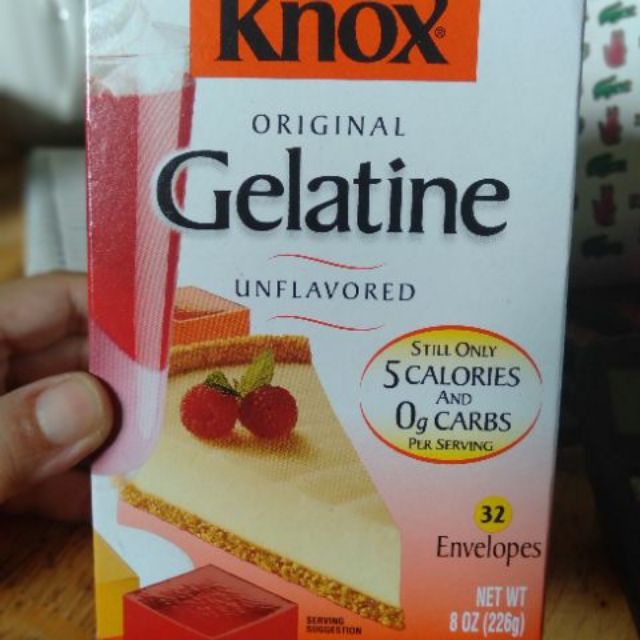 Knox®
ORIGINAL
Gelatine
UNFLAVORED
STILL ONLY
5 CALORIES
AND
0g CARBS
PER SERVING
32
Envelopes
NET WT
8 OZ (226g)
SERVING
SUGGESTION